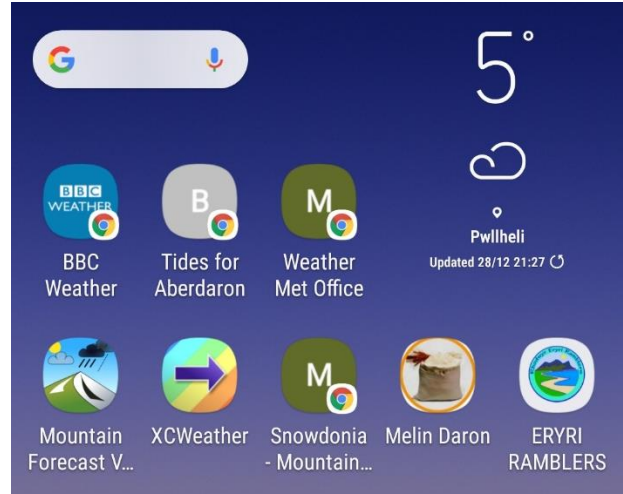 5°
Pwllheli
Updated 28/12 21:27
BBC
WEATHER
BBC
Weather
B
Tides for
Aberdaron
M
Weather
Met Office
Mountain
Forecast V...
XCWeather
M
Snowdonia
- Mountain...
Melin Daron
ERYRI
RAMBLERS